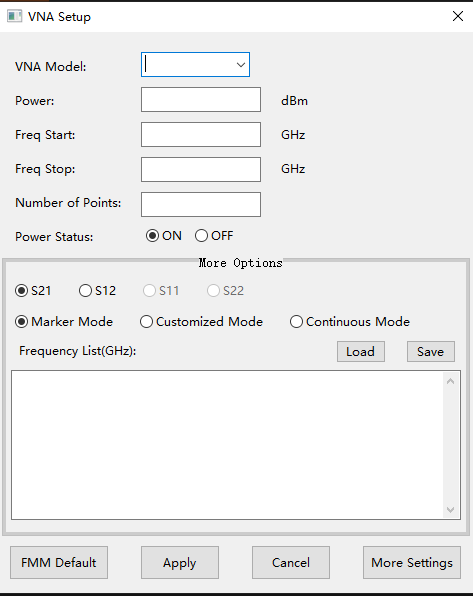 VNA Setup
VNA Model:
Power: dBm
Freq Start: GHz
Freq Stop: GHz
Number of Points:
Power Status: ON OFF
More Options
S21 S12 S11 S22
Marker Mode Customized Mode Continuous Mode
Frequency List(GHz): Load Save
FMM Default Apply Cancel More Settings